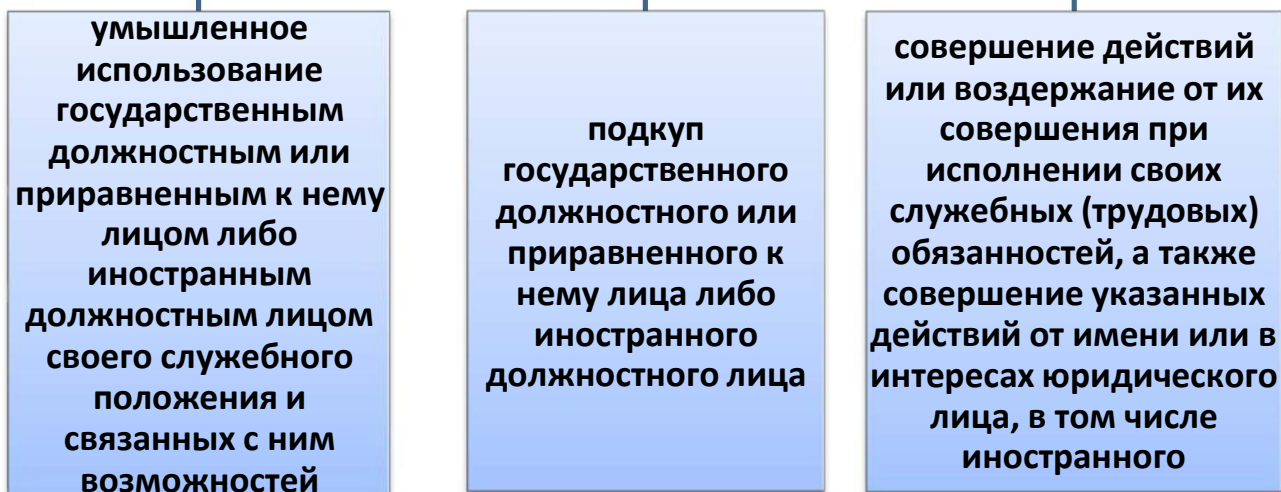 умышленное
использование
государственным
должностным или
приравненным к нему
лицом либо
иностранным
должностным лицом
своего служебного
положения и
связанных с ним
возможностей
подкуп
государственного
должностного или
приравненного к
нему лица либо
иностранного
должностного лица
совершение действий
или воздержание от их
совершения при
исполнении своих
служебных (трудовых)
обязанностей, а также
совершение указанных
действий от имени или в
интересах юридического
лица, в том числе
иностранного